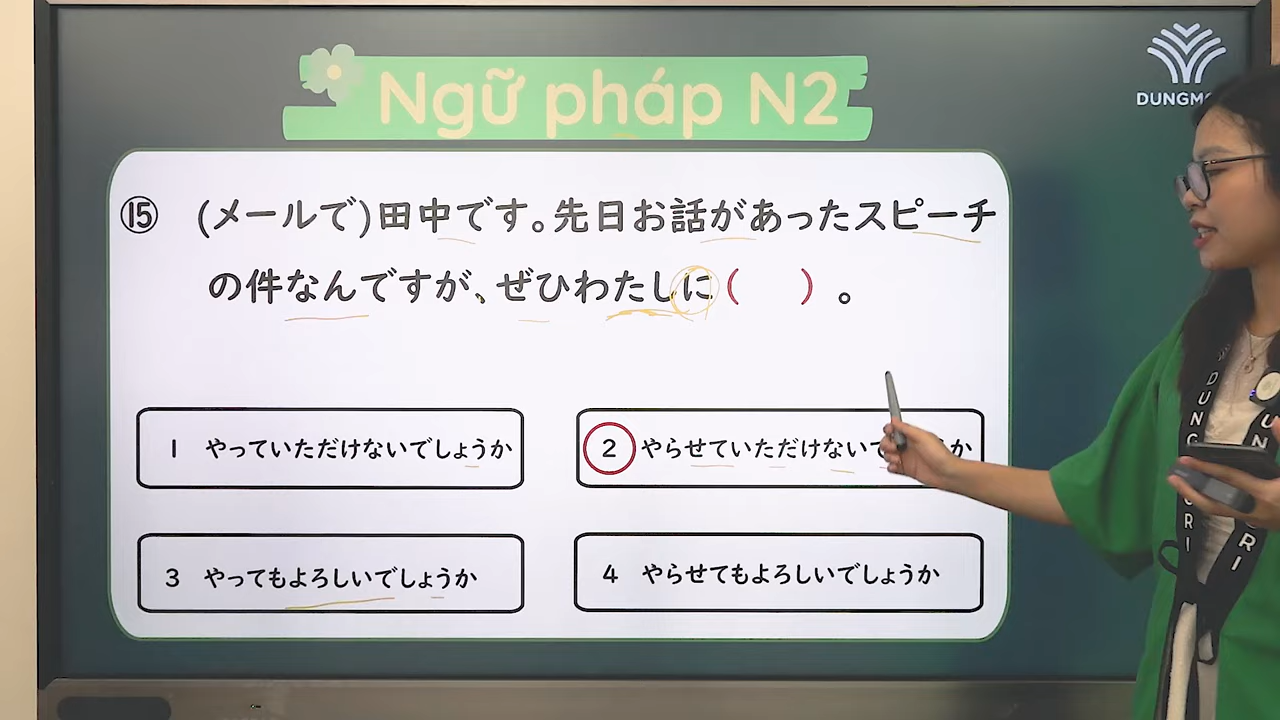 Ngữ pháp N2
DUNGMO
⑮ (メールで)田中です。先日お話があったスピーチ
の件なんですが、ぜひわたしに( )。
1 やっていただけないでしょうか
2 やらせていただけないで か
3 やってもよろしいでしょうか
4 やらせてもよろしいでしょうか
DUNG
ORI